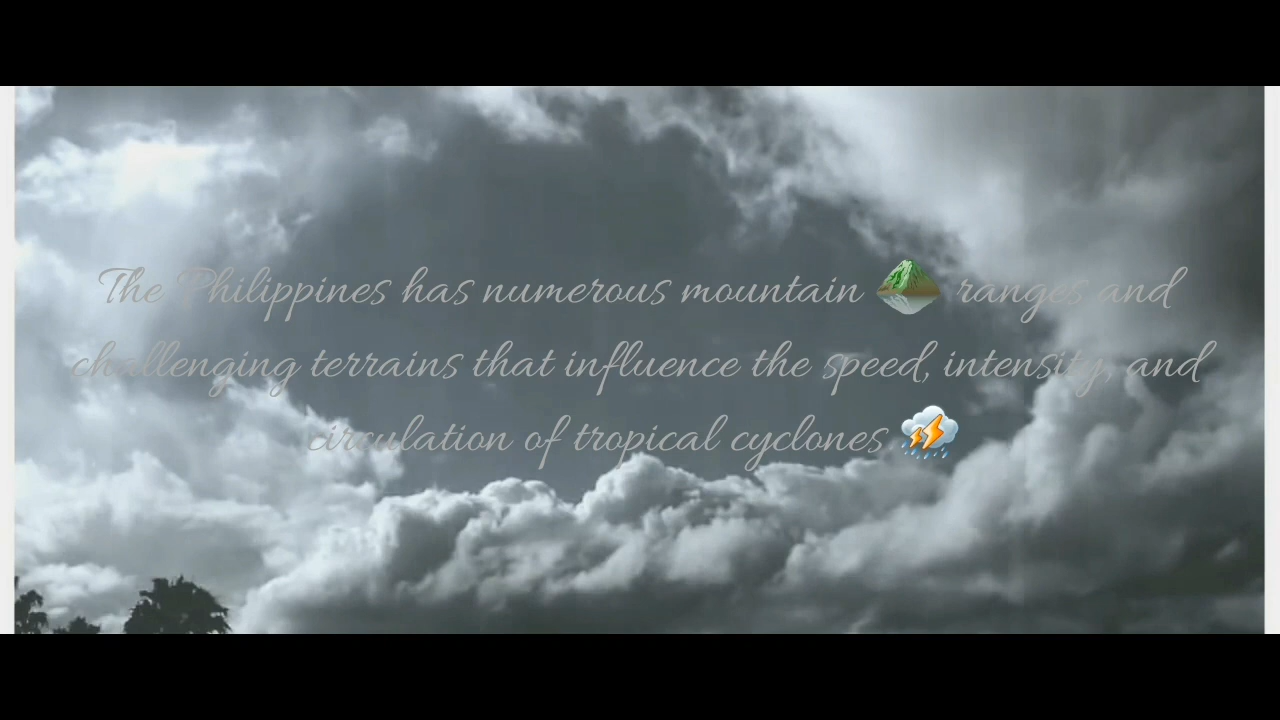 The Philippines has numerous mountain ⛰️ ranges and
challenging terrains that influence the speed, intensity, and
circulation of tropical cyclones ⛈️